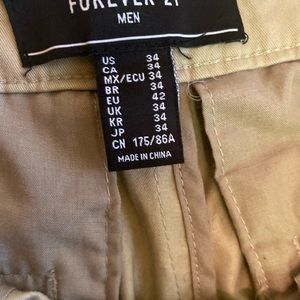 FOREVER 21
MEN
US 34
CA 34
MX/ECU 34
BR 34
EU 42
UK 34
KR 34
JP 34
CN 175/86A
MADE IN CHINA